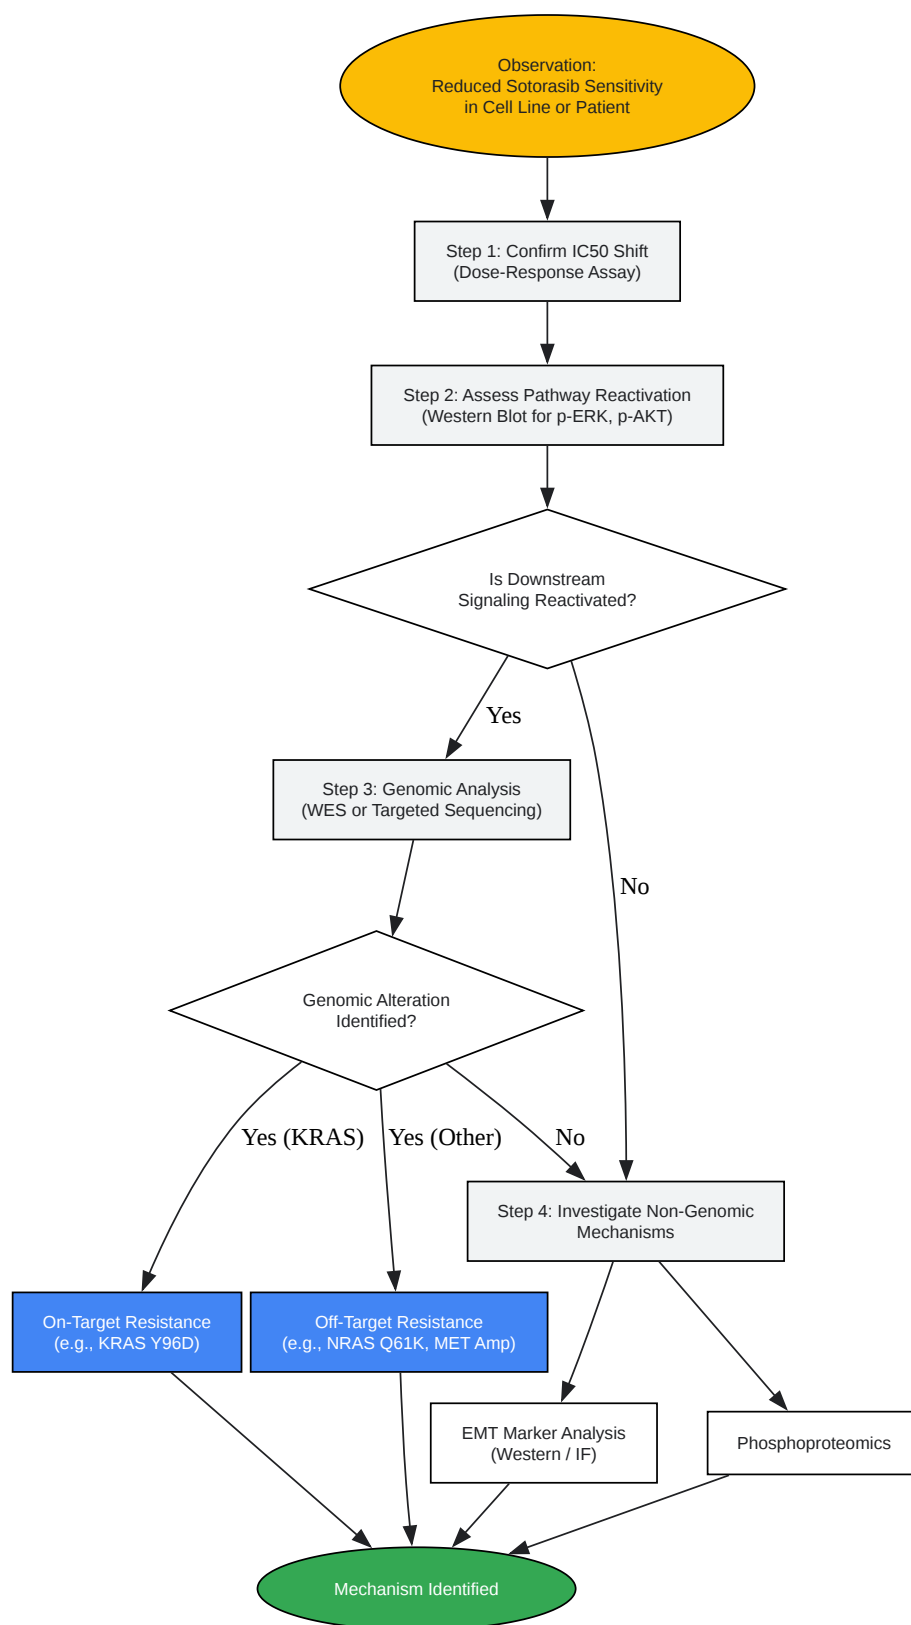 Observation:
Reduced Sotorasib Sensitivity
in Cell Line or Patient
Step 1: Confirm IC50 Shift
(Dose-Response Assay)
Step 2: Assess Pathway Reactivation
(Western Blot for p-ERK, p-AKT)
Is Downstream
Signaling Reactivated?
Yes
Step 3: Genomic Analysis
(WES or Targeted Sequencing)
No
Genomic Alteration
Identified?
Yes (KRAS)
Yes (Other)
No
Step 4: Investigate Non-Genomic
Mechanisms
On-Target Resistance
(e.g., KRAS Y96D)
Off-Target Resistance
(e.g., NRAS Q61K, MET Amp)
EMT Marker Analysis
(Western / IF)
Phosphoproteomics
Mechanism Identified